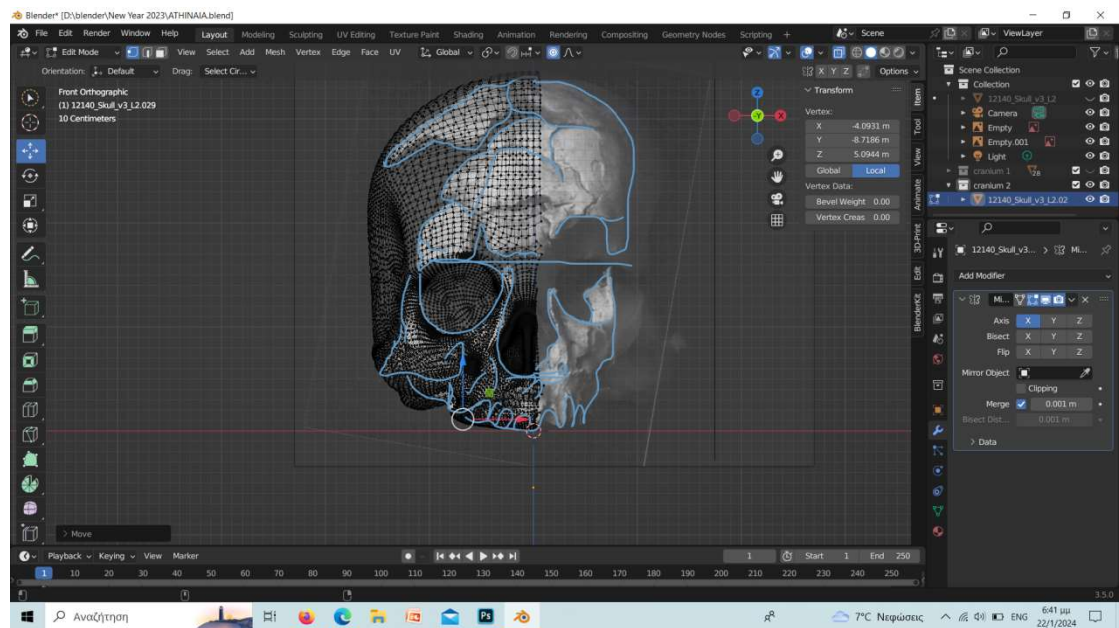 Blender* [D:\blender\New Year 2023\ATHINAIA.blend]
File Edit Render Window Help Layout Modeling Sculpting UV Editing Texture Paint Shading Animation Rendering Compositing Geometry Nodes Scripting + Scene ViewLayer
Edit Mode View Select Add Mesh Vertex Edge Face UV Global
Orientation: Default Drag: Select Cir... X Y Z Options
Front Orthographic
(1) 12140_Skull_v3_L2.029
10 Centimeters
Z
-Y
X
Transform
Vertex:
X -4.0931 m
Y -8.7186 m
Z 5.0944 m
Global Local
Vertex Data:
Bevel Weight 0.00
Vertex Creas 0.00
Item
Tool
View
Animate
3D-Print
Edit
BlenderKit
Scene Collection
Collection
12140_Skull_v3_L2
Camera
Empty
Empty.001
Light
cranium 1 78
cranium 2
12140_Skull_v3_L2.02
12140_Skull_v3... > Mi...
Add Modifier
Mi...
Axis X Y Z
Bisect X Y Z
Flip X Y Z
Mirror Object
Clipping
Merge 0.001 m
Bisect Dist... 0.001 m
> Data
> Move
Playback Keying View Marker 1 Start 1 End 250
1 10 20 30 40 50 60 70 80 90 100 110 120 130 140 150 160 170 180 190 200 210 220 230 240 250
3.5.0
Αναζήτηση Ps 7°C Νεφώσεις ENG 6:41 μμ
22/1/2024